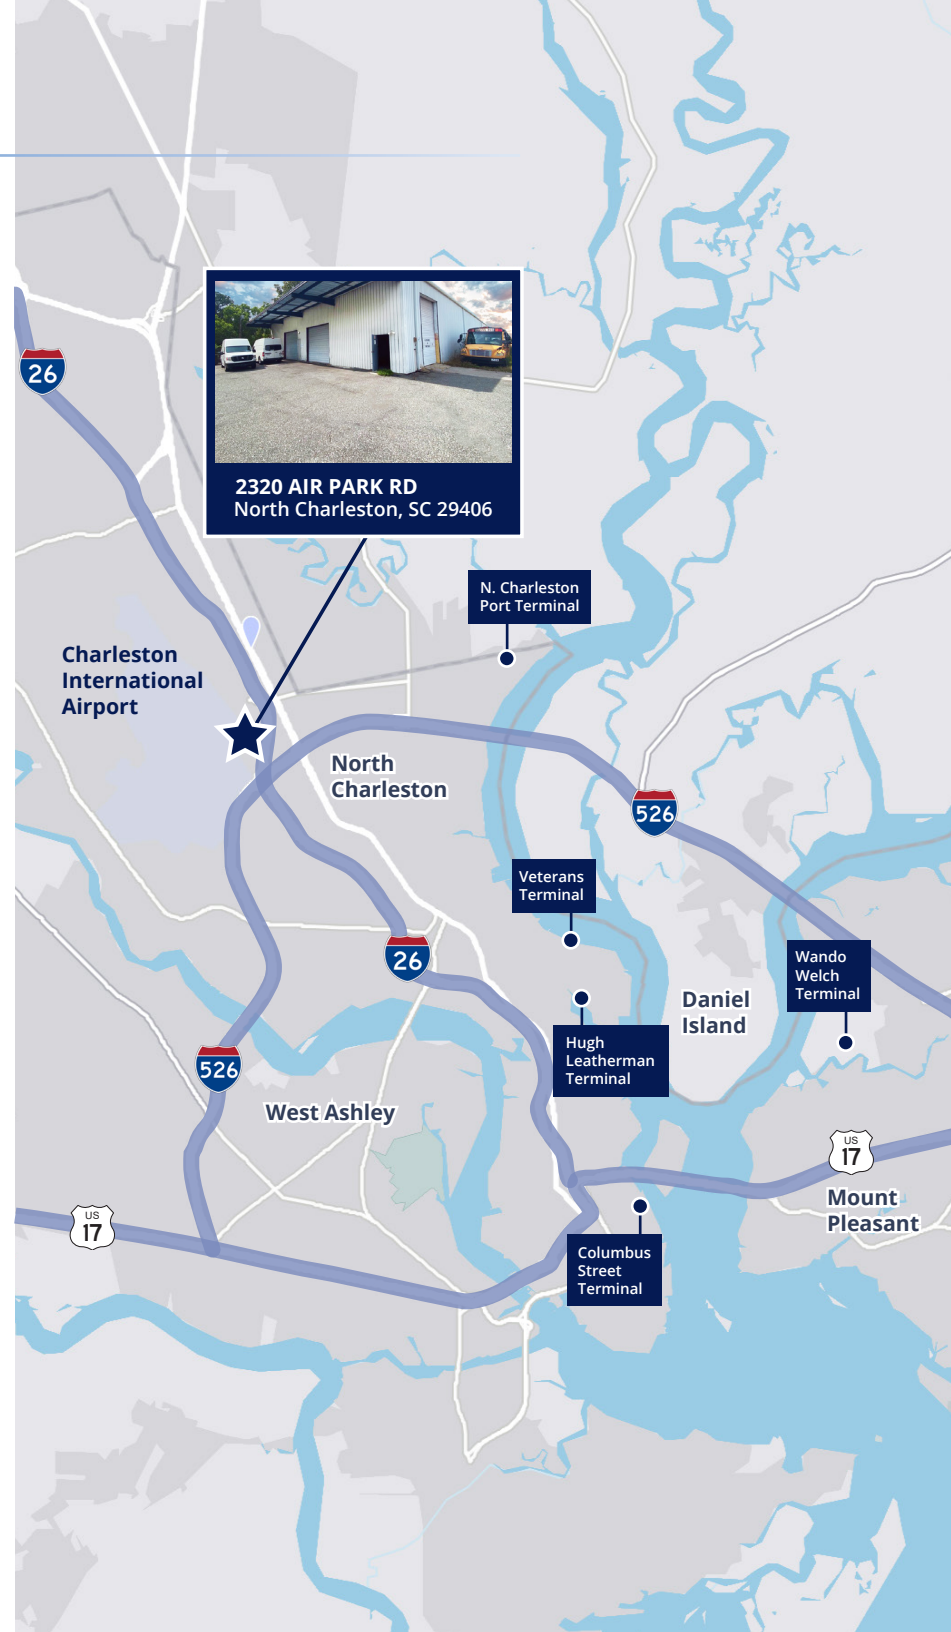 26
2320 AIR PARK RD
North Charleston, SC 29406
N. Charleston
Port Terminal
Charleston
International
Airport
North
Charleston
526
Veterans
Terminal
26
Wando
Welch
Terminal
Daniel
Island
Hugh
Leatherman
Terminal
526
West Ashley
US
17
Mount
Pleasant
US
17
Columbus
Street
Terminal